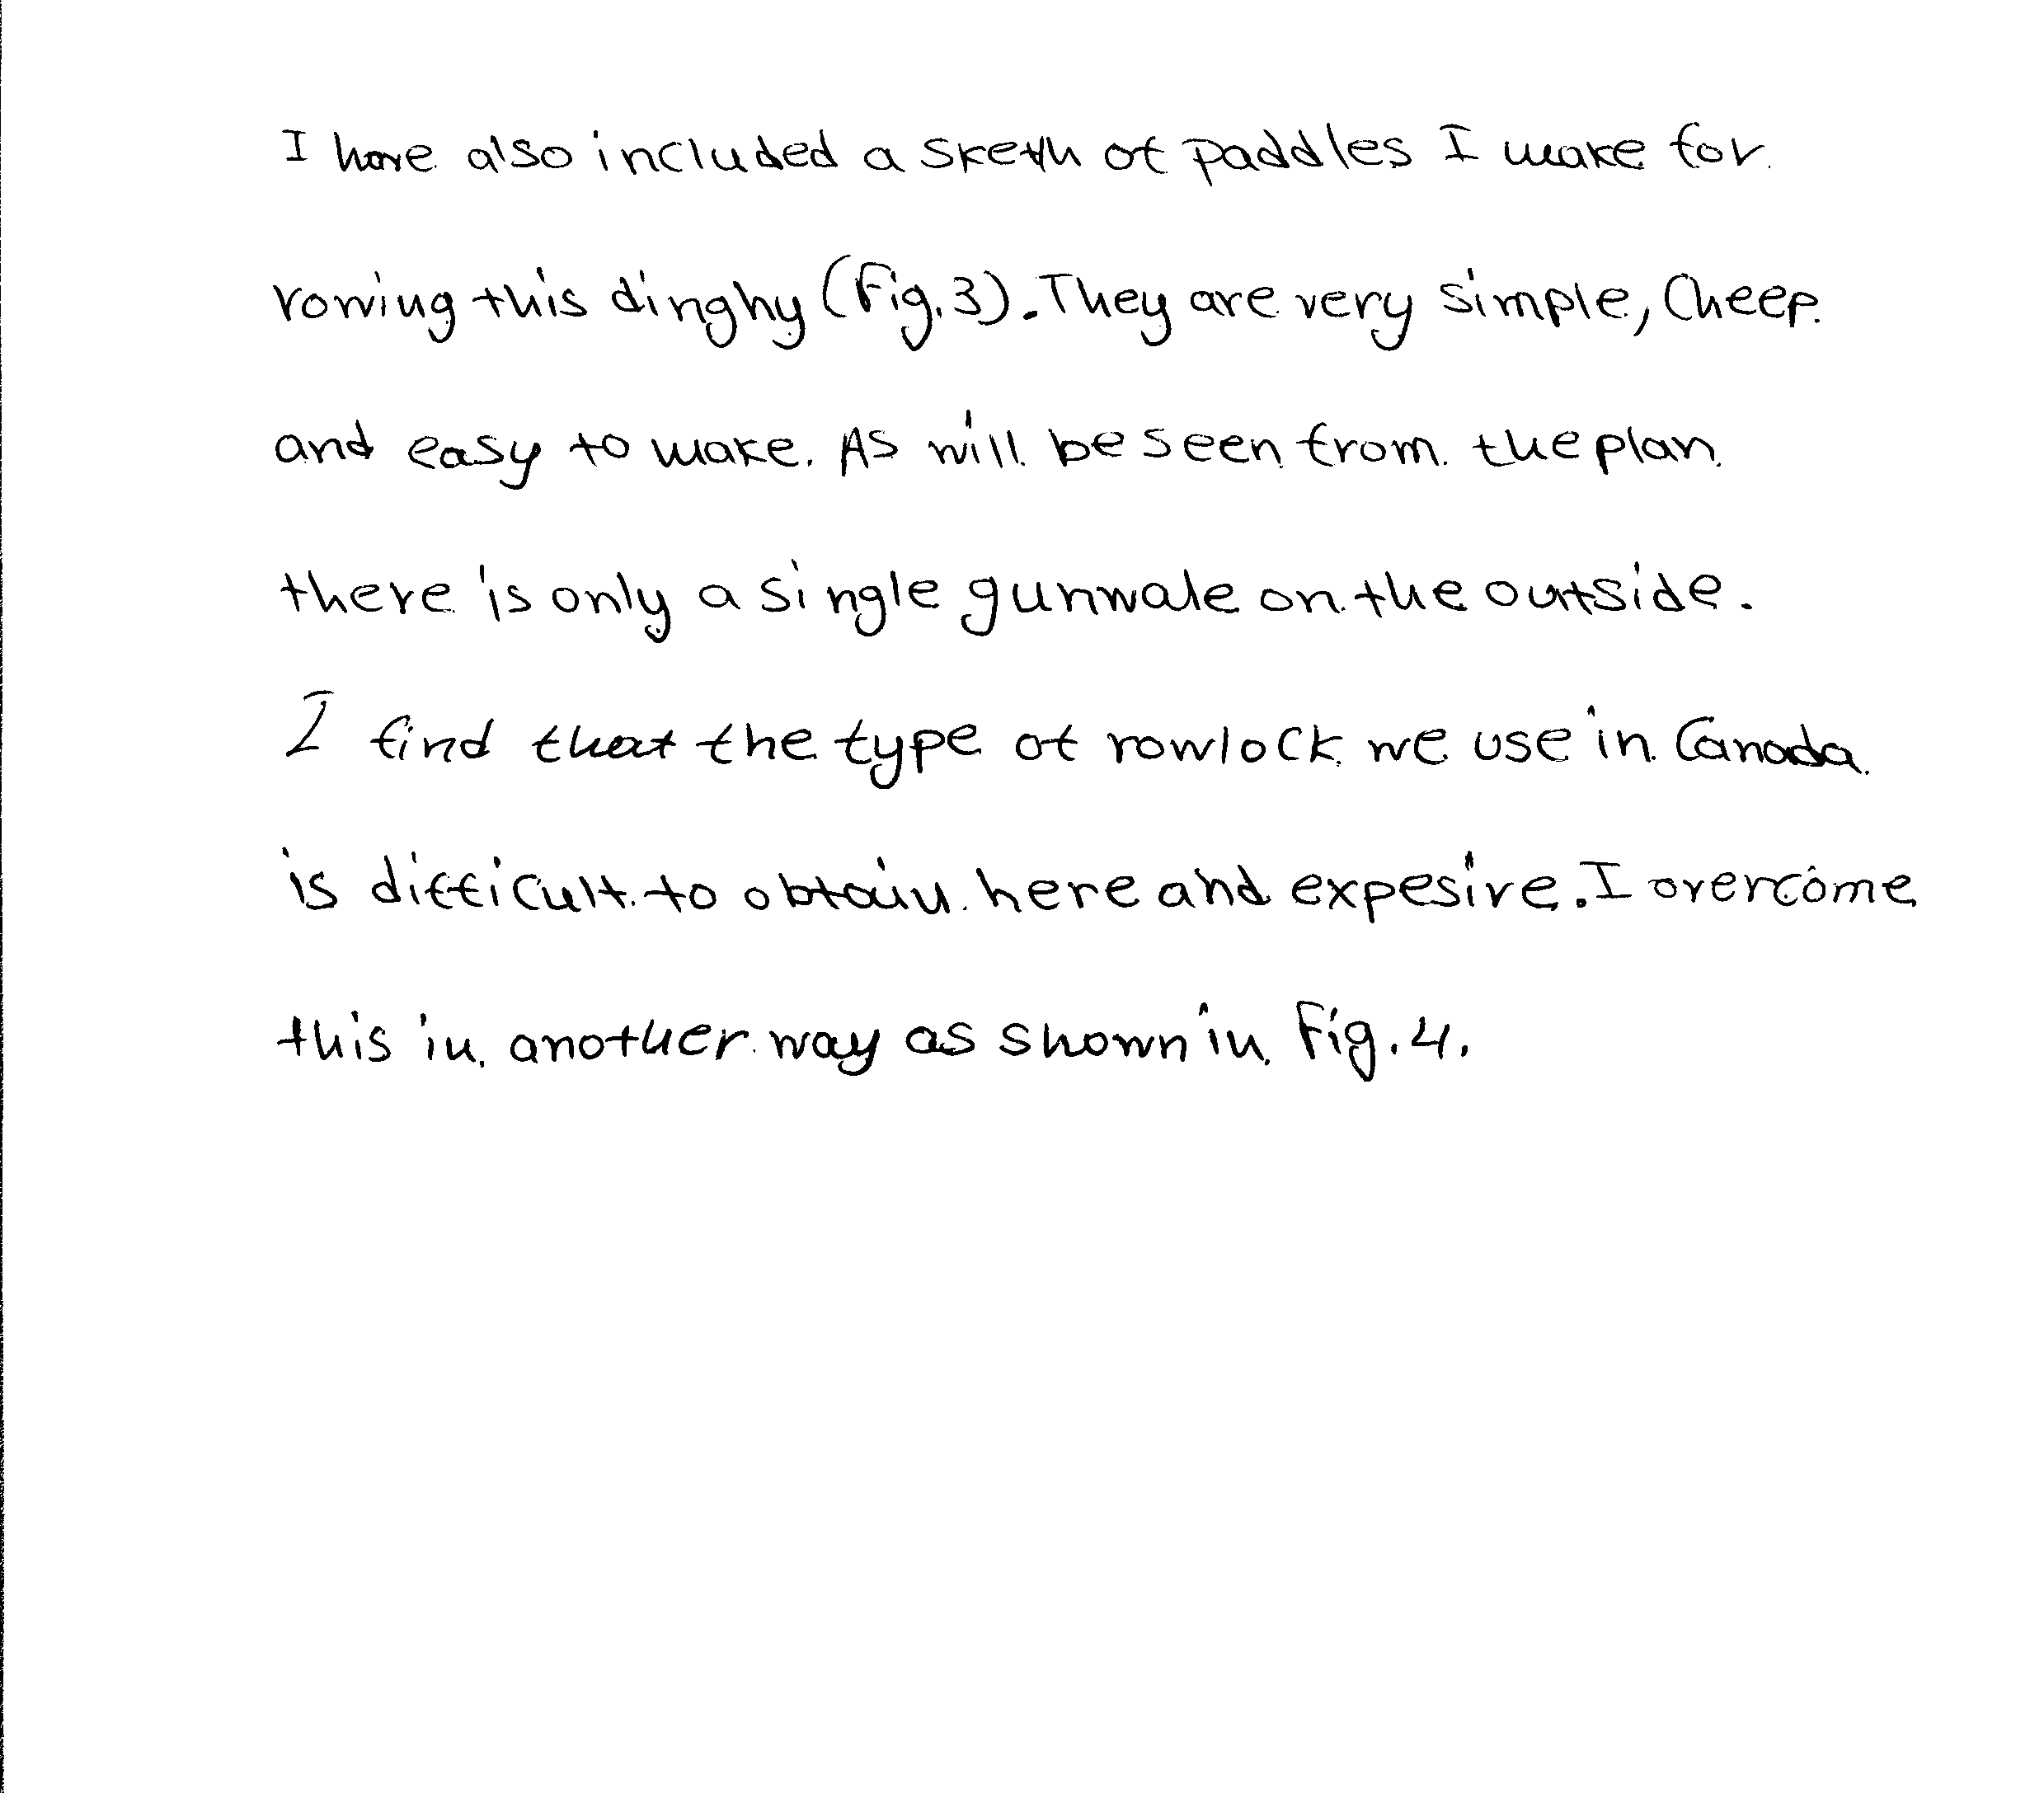 I have also included a sketh of paddles I make for
rowing this dinghy (Fig. 3). They are very simple, Cheep
and easy to make. As will be seen from the plan
there is only a single gunwale on the outside.
I find that the type of rowlock we use in Canada
is difficult to obtain here and expesive. I overcome
this in another way as shown in Fig. 4.